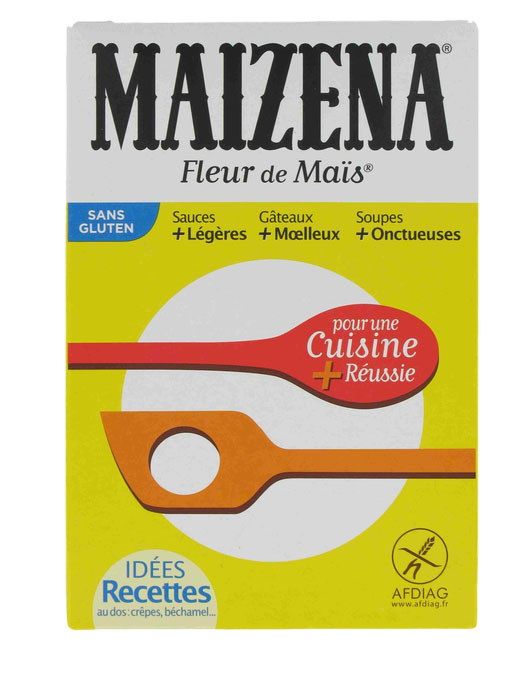 MAIZENA®
Fleur de Maïs®
SANS
GLUTEN
Sauces
+Légères
Gâteaux
+Mœlleux
Soupes
+Onctueuses
pour une
Cuisine
+Réussie
IDÉES
Recettes
au dos: crêpes, béchamel...
AFDIAG
www.afdiag.fr